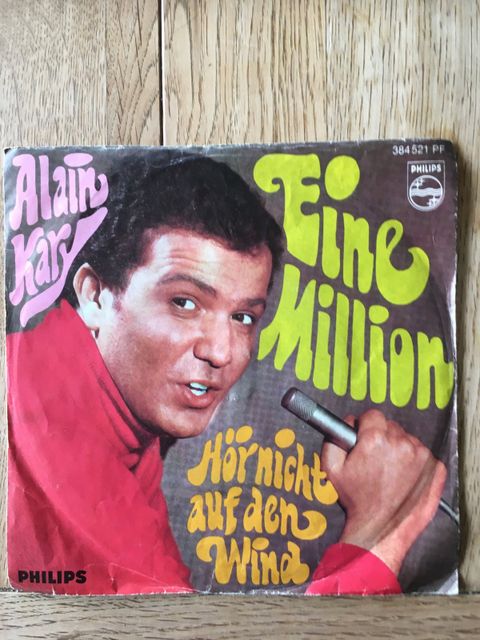 384 521 PF
PHILIPS
Alain
Kary
Eine
Million
Hör nicht
auf den
Wind
PHILIPS